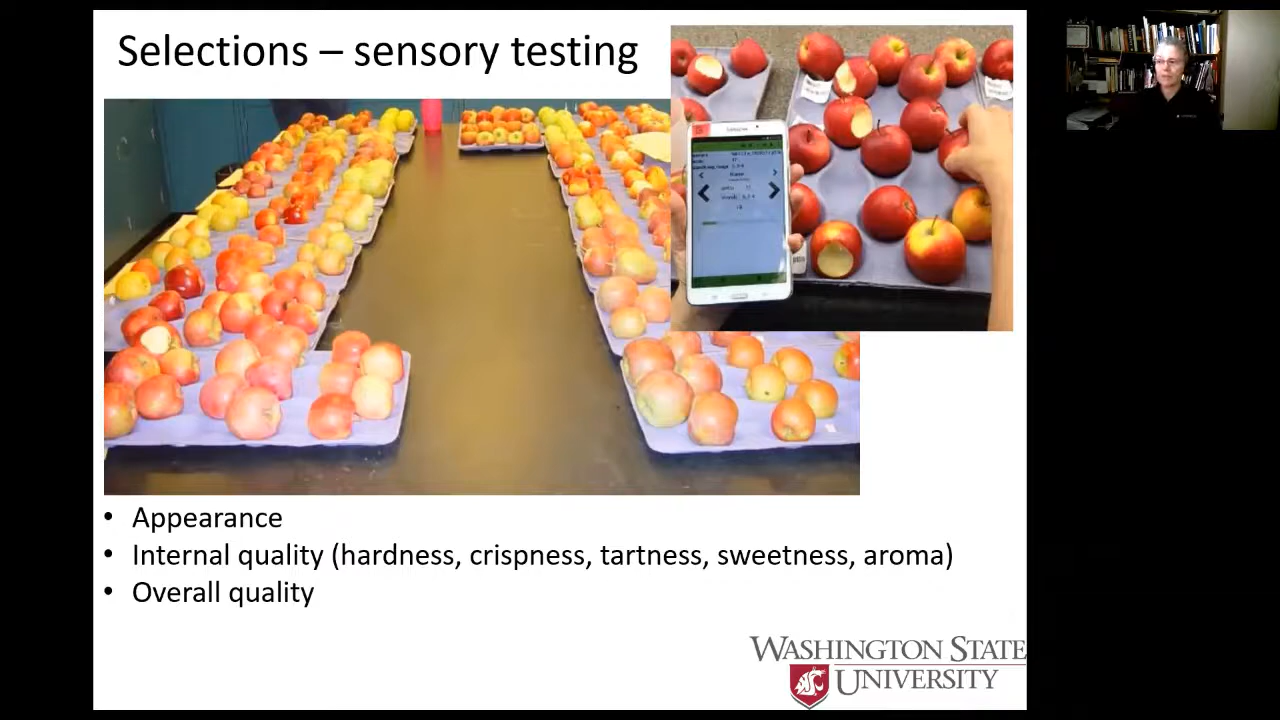 Selections – sensory testing
• Appearance
• Internal quality (hardness, crispness, tartness, sweetness, aroma)
• Overall quality
WASHINGTON STATE
UNIVERSITY